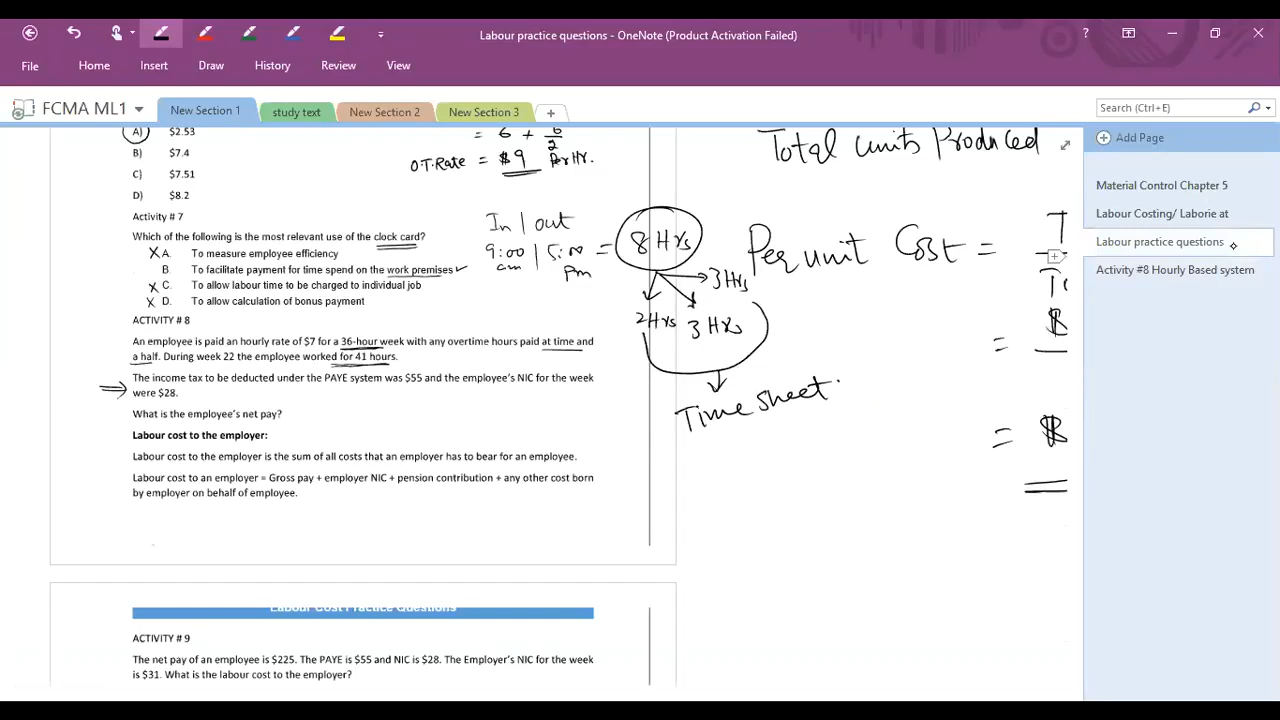 Labour practice questions - OneNote (Product Activation Failed)
File Home Insert Draw History Review View
FCMA ML1 New Section 1 study text New Section 2 New Section 3
Search (Ctrl+E)
Add Page
Material Control Chapter 5
Labour Costing/ Laborie at
Labour practice questions
Activity #8 Hourly Based system
A) $2.53
B) $7.4
C) $7.51
D) $8.2
= 6 + 6/2
O.T.Rate = $9 Per Hr.
Activity # 7
Which of the following is the most relevant use of the clock card?
X A. To measure employee efficiency
B. To facilitate payment for time spend on the work premises
X C. To allow labour time to be charged to individual job
X D. To allow calculation of bonus payment
In | out
9:00 am | 5:00 pm = 8 Hrs
3 Hrs
2 Hrs 3 Hrs
Time sheet
Total units Produced
Per unit Cost =
= $
= $
ACTIVITY # 8
An employee is paid an hourly rate of $7 for a 36-hour week with any overtime hours paid at time and
a half. During week 22 the employee worked for 41 hours.
The income tax to be deducted under the PAYE system was $55 and the employee's NIC for the week
were $28.
What is the employee's net pay?
Labour cost to the employer:
Labour cost to the employer is the sum of all costs that an employer has to bear for an employee.
Labour cost to an employer = Gross pay + employer NIC + pension contribution + any other cost born
by employer on behalf of employee.
Labour Cost Practice Questions
ACTIVITY # 9
The net pay of an employee is $225. The PAYE is $55 and NIC is $28. The Employer's NIC for the week
is $31. What is the labour cost to the employer?